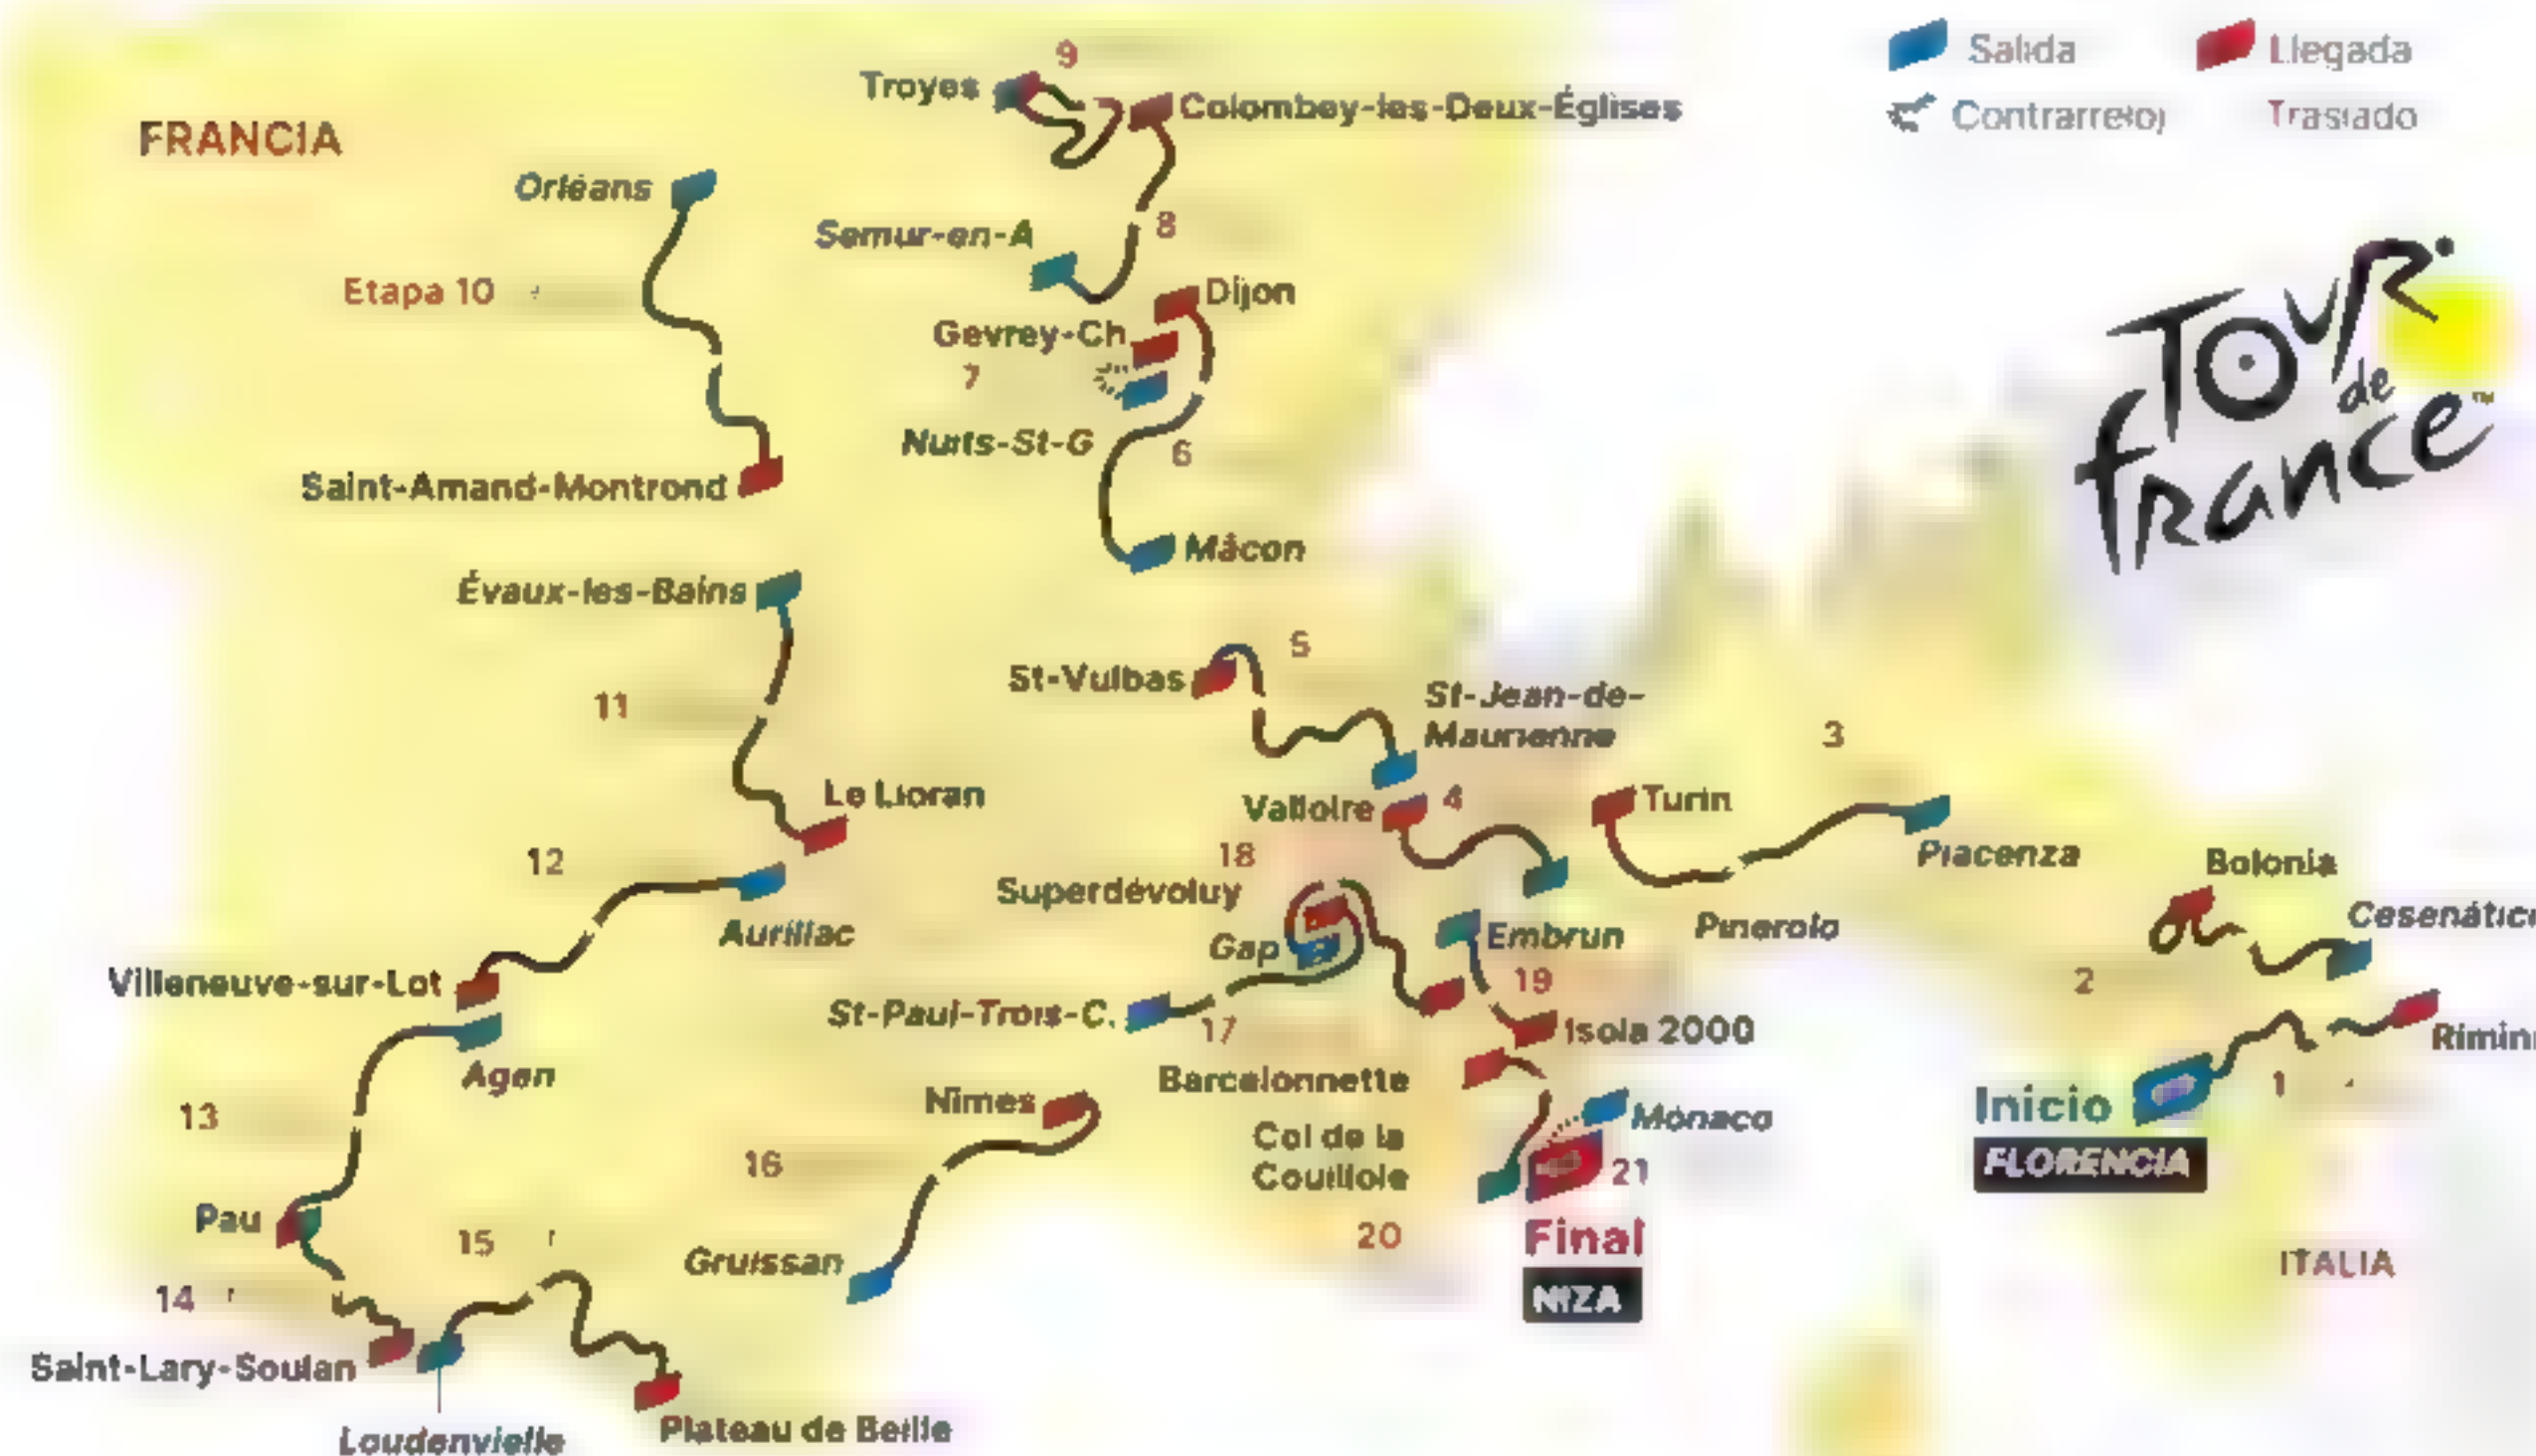 Salida
Llegada
Contrarreloj
Traslado
TOUR
de
france
TM
FRANCIA
9
Troyes
Colombey-les-Deux-Églises
Orléans
Semur-en-A
8
Etapa 10
Dijon
Gevrey-Ch
7
Nuits-St-G
6
Saint-Amand-Montrond
Mâcon
Évaux-les-Bains
5
St-Vulbas
St-Jean-de-
Maurienne
11
3
Le Lioran
Valloire
4
Turín
12
Piacenza
18
Bolonia
Superdévoluy
Cesenático
Aurillac
Gap
Embrun
Pinerolo
Villeneuve-sur-Lot
19
2
St-Paul-Trois-C.
17
Isola 2000
Rimini
Agen
Barcelonnette
1
Nîmes
Inicio
FLORENCIA
13
Mónaco
Col de la
Couillole
16
21
Pau
15
20
Final
NIZA
Gruissan
ITALIA
14
Saint-Lary-Soulan
Loudenvielle
Plateau de Beille